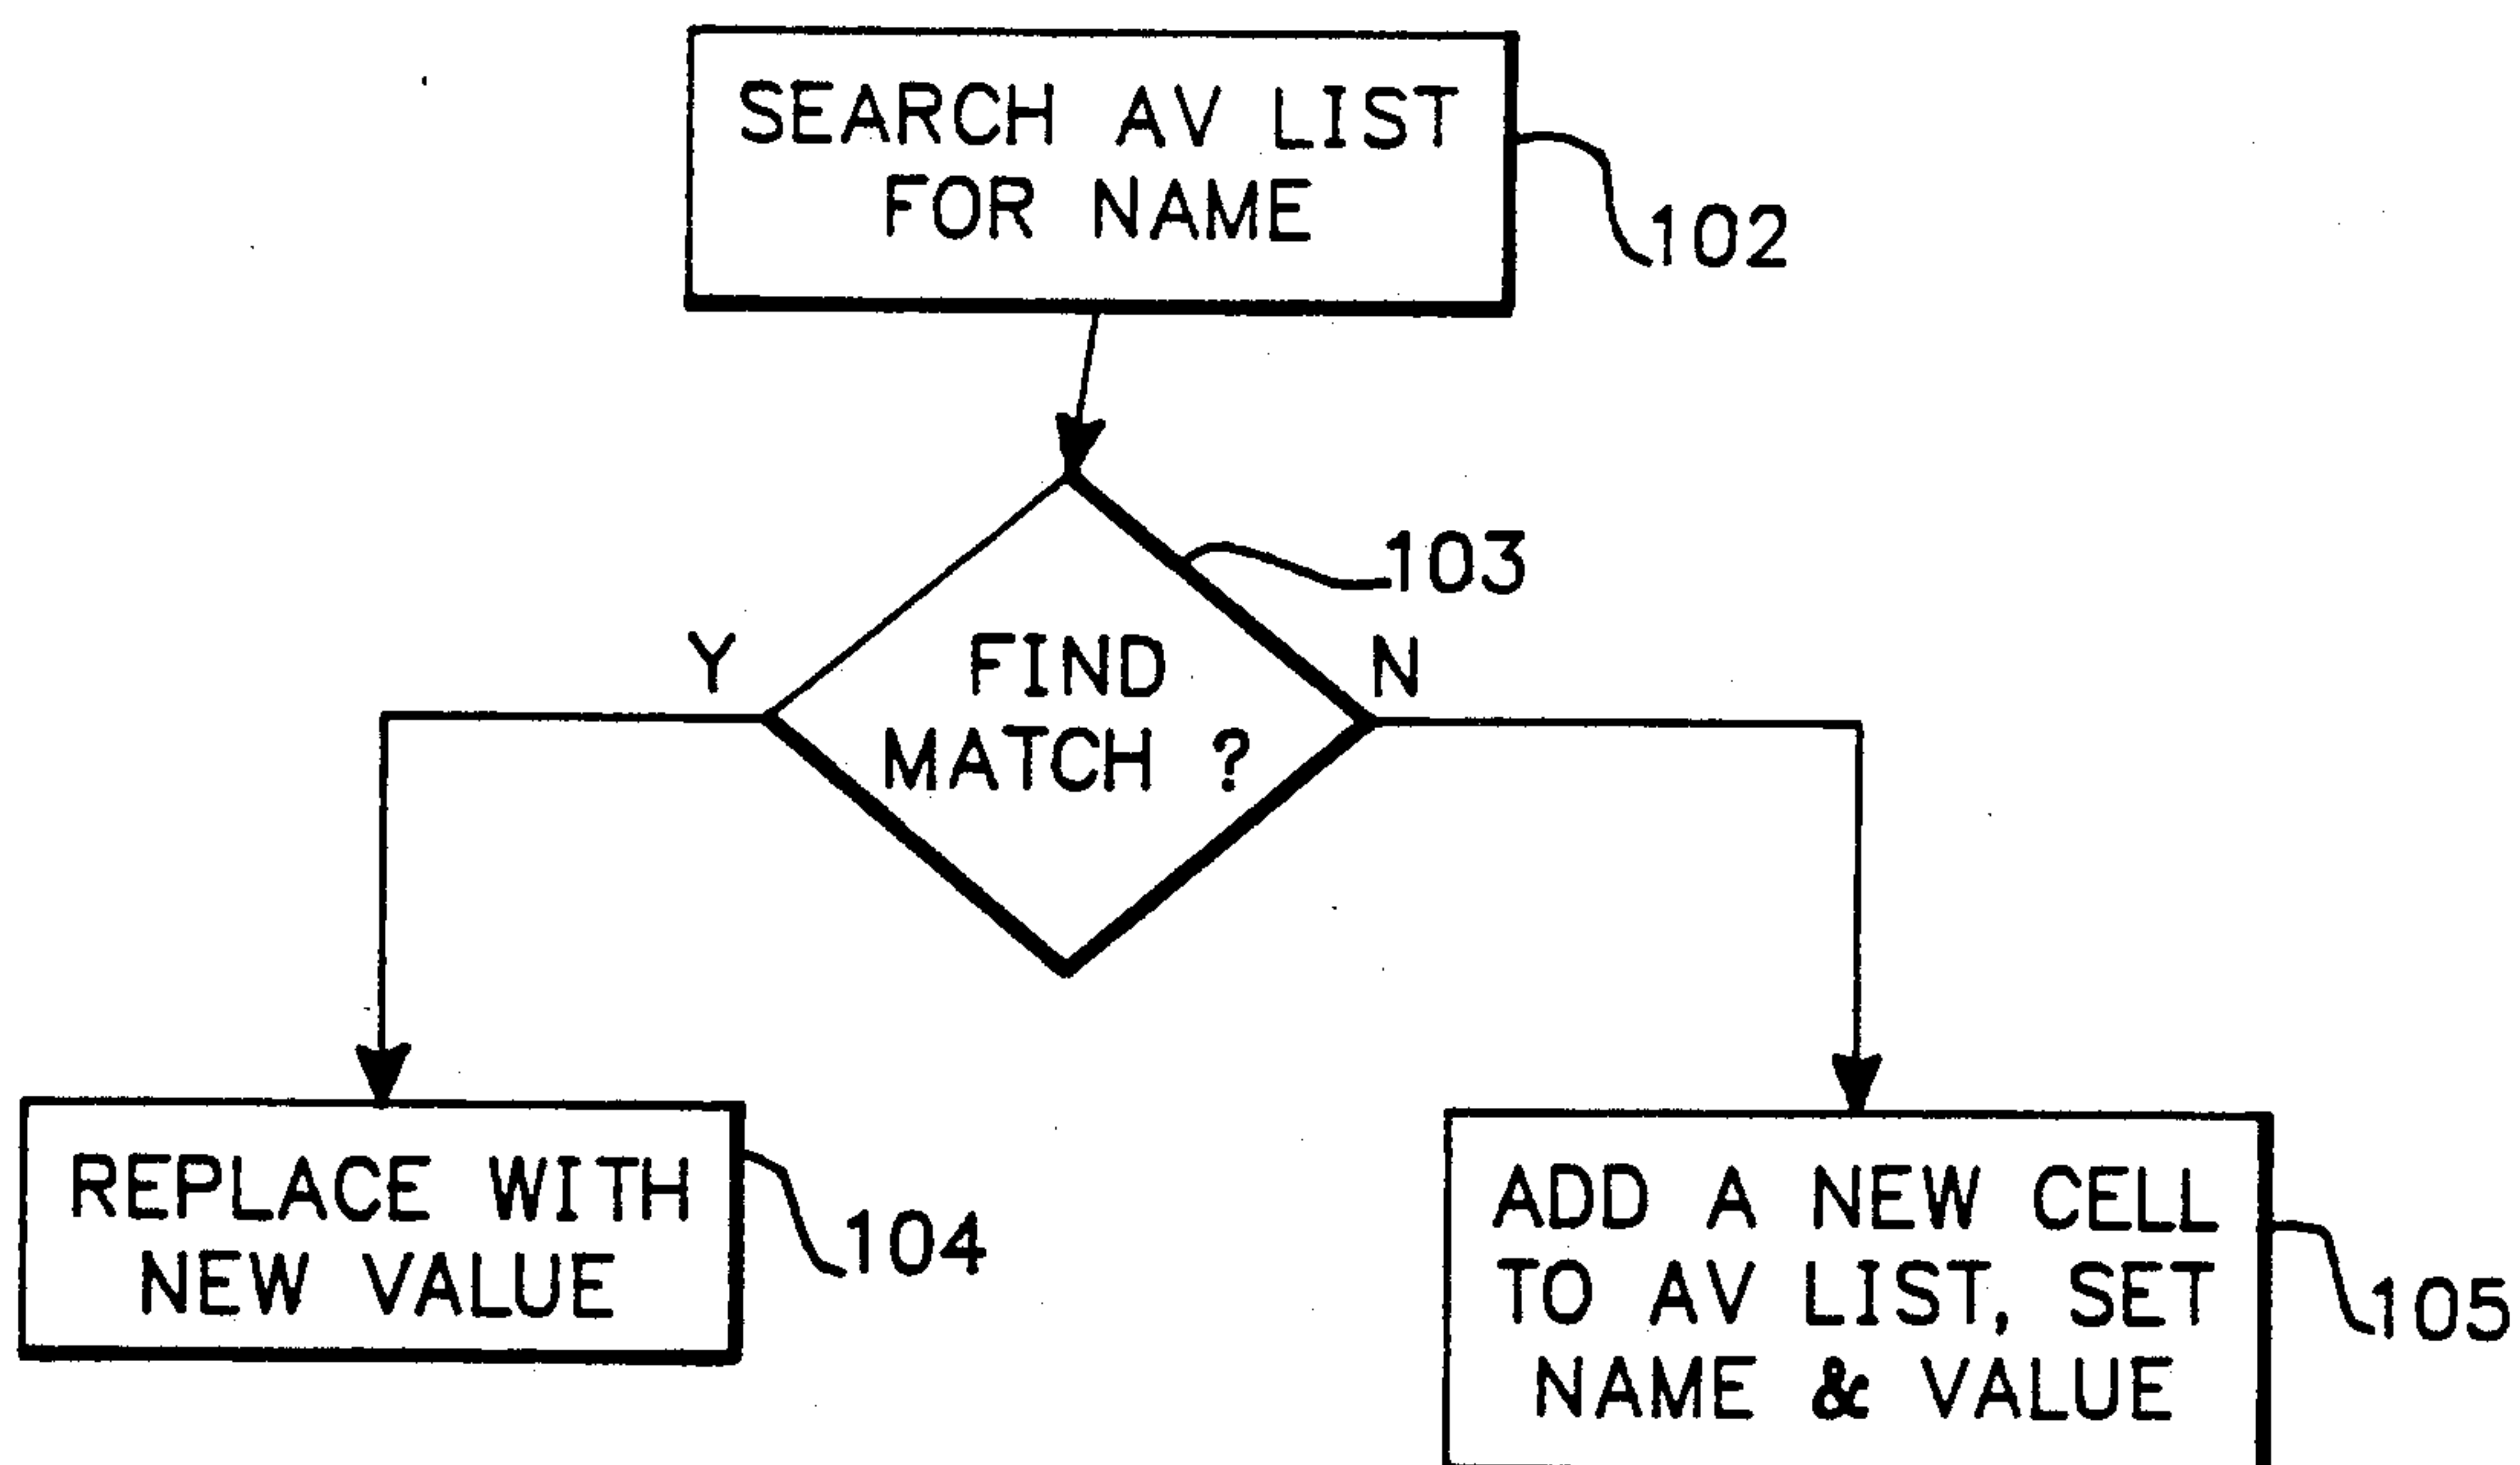 SEARCH AV LIST
FOR NAME
102
103
Y
FIND
N
MATCH ?
REPLACE WITH
NEW VALUE
104
ADD A NEW CELL
TO AV LIST, SET
NAME & VALUE
105